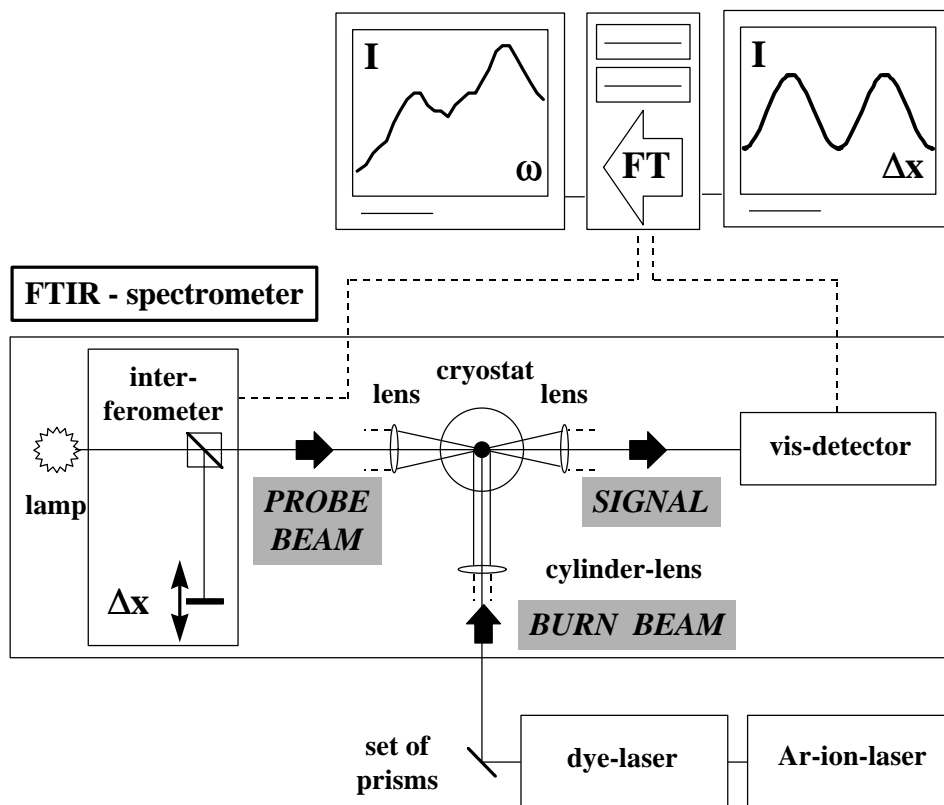 I
ω
FT
I
Δx
FTIR - spectrometer
inter-
ferometer
lamp
Δx
PROBE
BEAM
lens
cryostat
lens
SIGNAL
vis-detector
cylinder-lens
BURN BEAM
set of
prisms
dye-laser
Ar-ion-laser